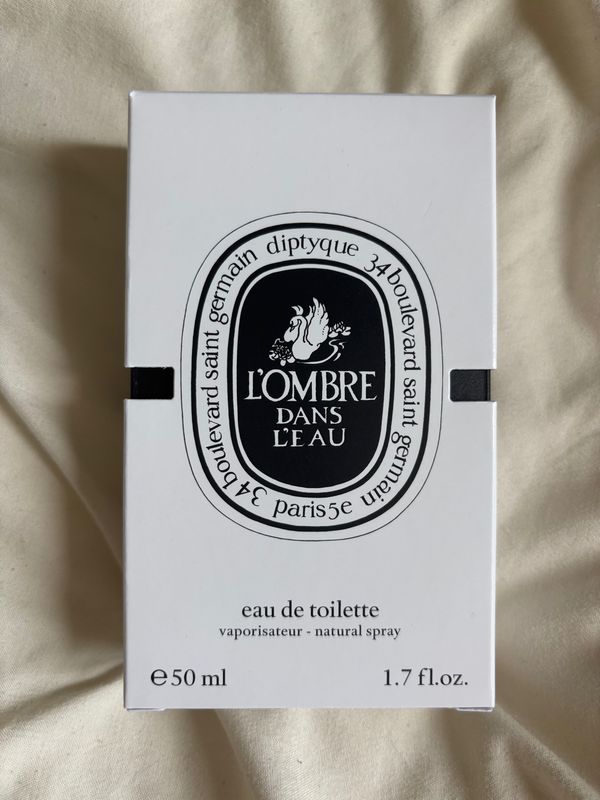 diptyque 34 boulevard saint germain paris5e 34 boulevard saint germain
L'OMBRE
DANS
L'EAU
eau de toilette
vaporisateur - natural spray
℮50 ml
1.7 fl.oz.